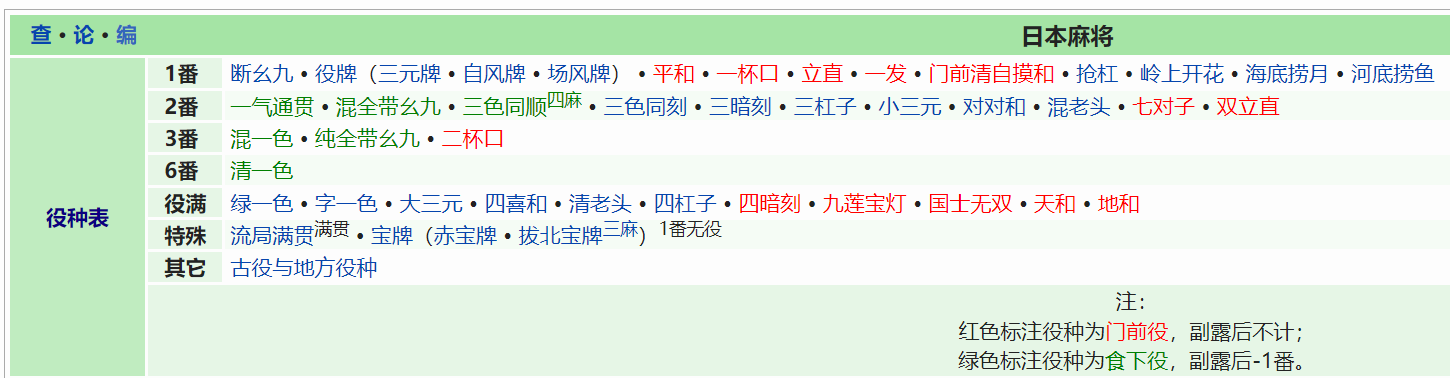 查 • 论 • 编 日本麻将
役种表
1番 断幺九 • 役牌（三元牌 • 自风牌 • 场风牌） • 平和 • 一杯口 • 立直 • 一发 • 门前清自摸和 • 抢杠 • 岭上开花 • 海底捞月 • 河底捞鱼
2番 一气通贯 • 混全带幺九 • 三色同顺四麻 • 三色同刻 • 三暗刻 • 三杠子 • 小三元 • 对对和 • 混老头 • 七对子 • 双立直
3番 混一色 • 纯全带幺九 • 二杯口
6番 清一色
役满 绿一色 • 字一色 • 大三元 • 四喜和 • 清老头 • 四杠子 • 四暗刻 • 九莲宝灯 • 国士无双 • 天和 • 地和
特殊 流局满贯满贯 • 宝牌（赤宝牌 • 拔北宝牌三麻）1番无役
其它 古役与地方役种
注：
红色标注役种为门前役，副露后不计；
绿色标注役种为食下役，副露后-1番。